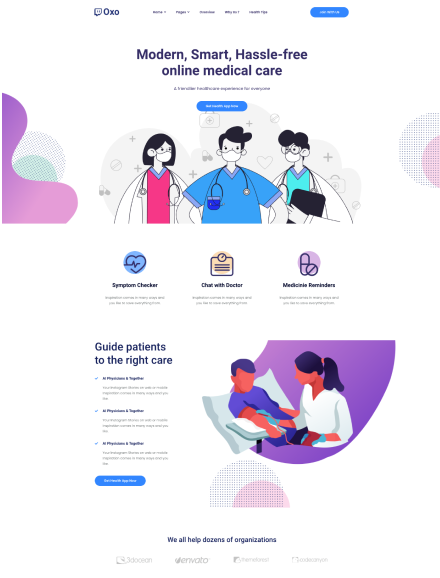 Oxo
Home Pages Overview Why Oxo? Health Tips
Join With Us
Modern, Smart, Hassle-free
online medical care
A friendlier healthcare experience for everyone
Get Health App Now
Symptom Checker
Chat with Doctor
Medicinie Reminders
Inspiration comes in many ways and
you like to save everything from
Inspiration comes in many ways and
you like to save everything from
Inspiration comes in many ways and
you like to save everything from
Guide patients
to the right care
AI Physicians & Together
Your Instagram fitness on web or mobile
Inspiration comes in many ways and you
like
AI Physicians & Together
Your Instagram fitness on web or mobile
Inspiration comes in many ways and you
like
AI Physicians & Together
Your Instagram fitness on web or mobile
Inspiration comes in many ways and you
like
Get Health App Now
We all help dozens of organizations
3docean
envato
themeforest
audiojungle